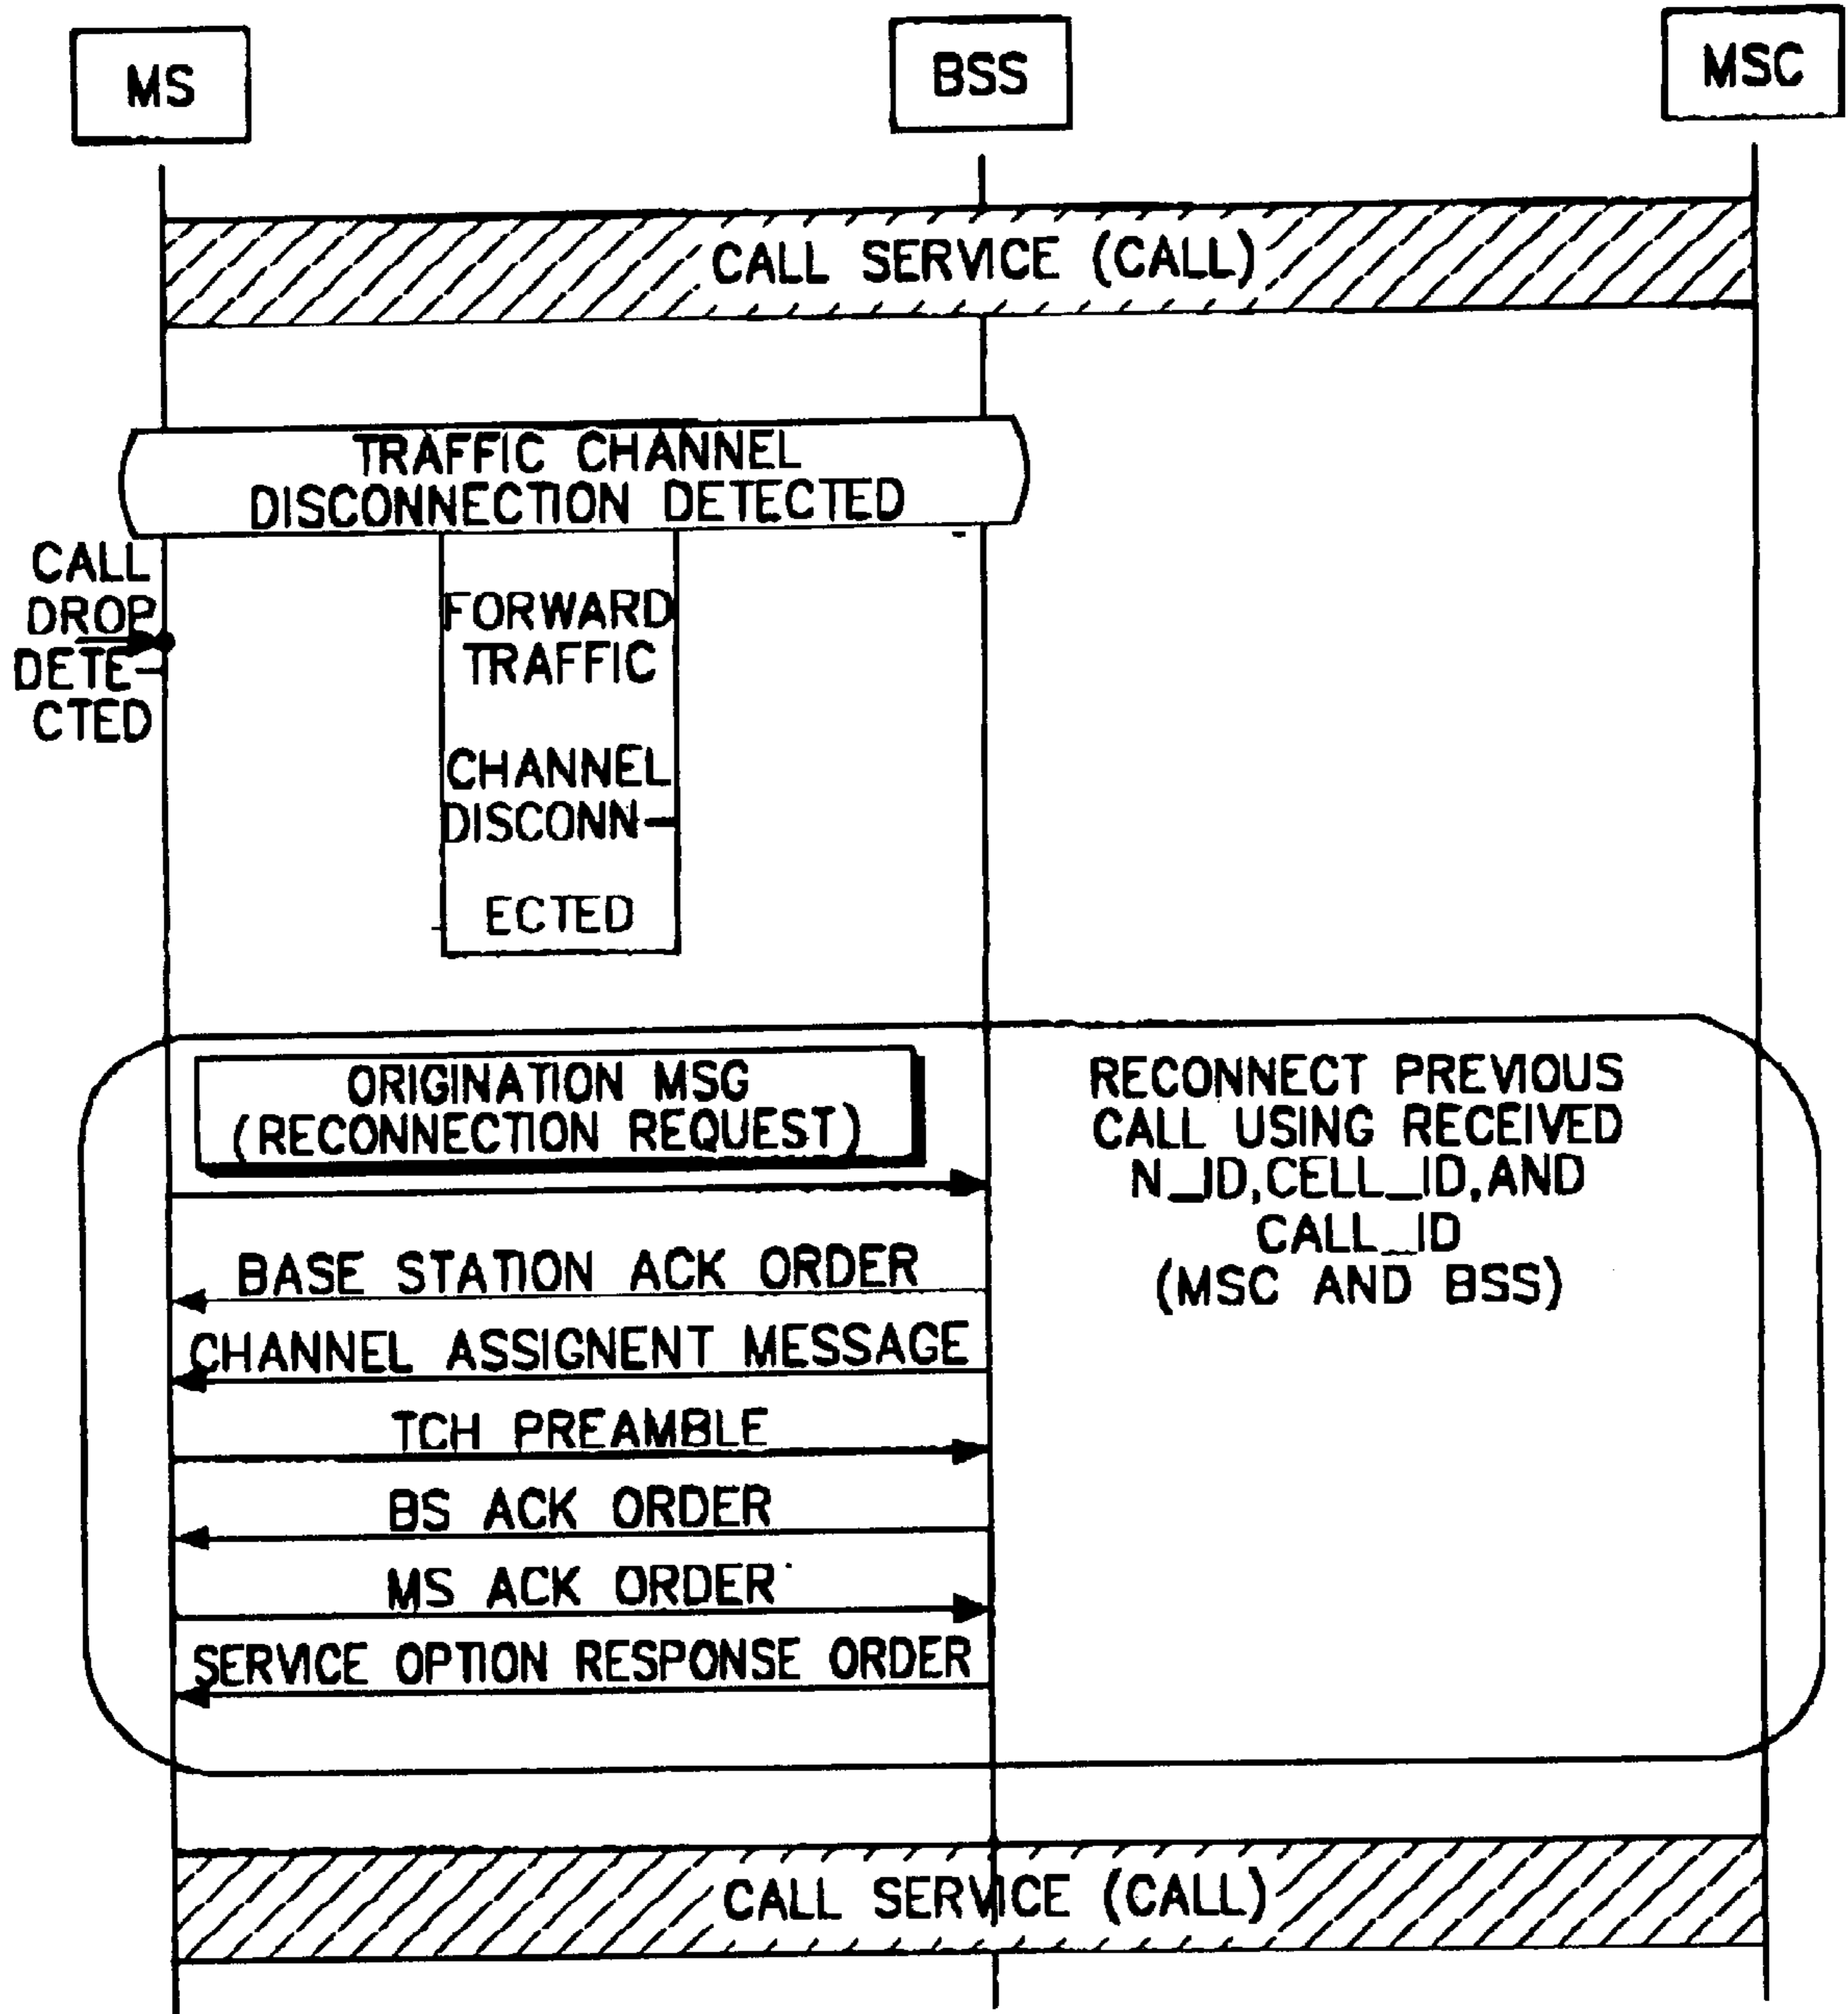 MS
BSS
MSC
CALL SERVICE (CALL)
TRAFFIC CHANNEL
DISCONNECTION DETECTED
CALL
DROP
DETE-
CTED
FORWARD
TRAFFIC
CHANNEL
DISCONN-
ECTED
ORIGINATION MSG
(RECONNECTION REQUEST)
RECONNECT PREVIOUS
CALL USING RECEIVED
N_ID,CELL_ID,AND
CALL_ID
(MSC AND BSS)
BASE STATION ACK ORDER
CHANNEL ASSIGNENT MESSAGE
TCH PREAMBLE
BS ACK ORDER
MS ACK ORDER
SERVICE OPTION RESPONSE ORDER
CALL SERVICE (CALL)